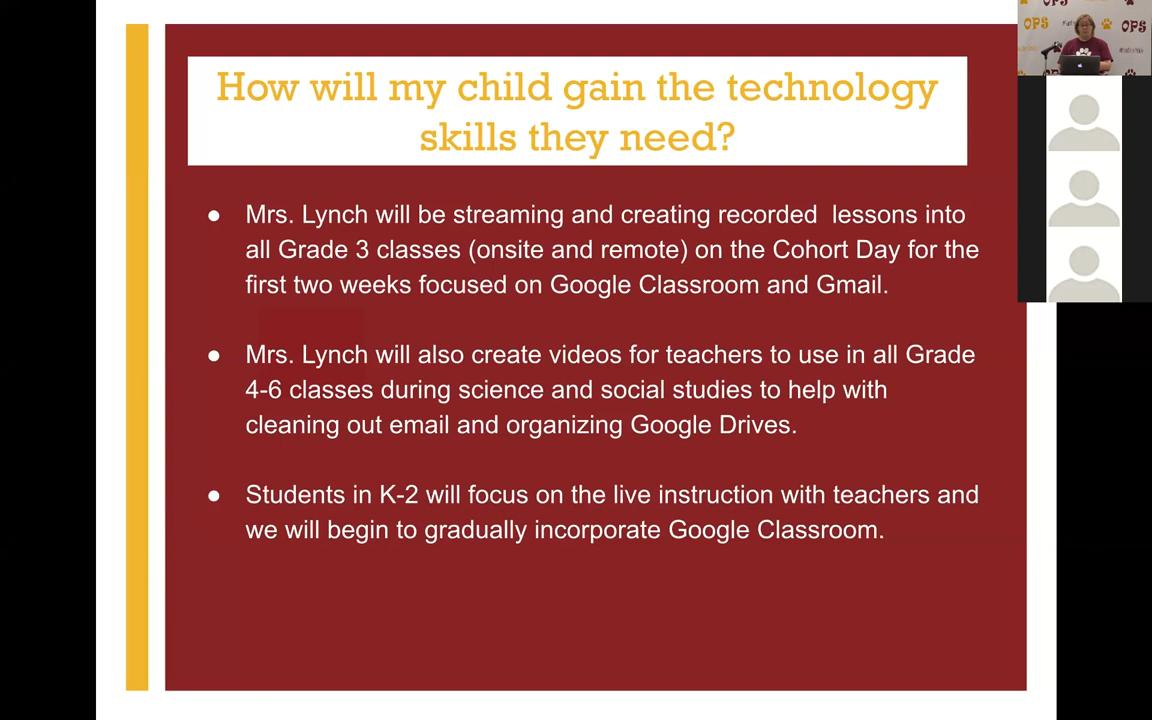 How will my child gain the technology
skills they need?
● Mrs. Lynch will be streaming and creating recorded  lessons into
all Grade 3 classes (onsite and remote) on the Cohort Day for the
first two weeks focused on Google Classroom and Gmail.
● Mrs. Lynch will also create videos for teachers to use in all Grade
4-6 classes during science and social studies to help with
cleaning out email and organizing Google Drives.
● Students in K-2 will focus on the live instruction with teachers and
we will begin to gradually incorporate Google Classroom.
OPS
OPS